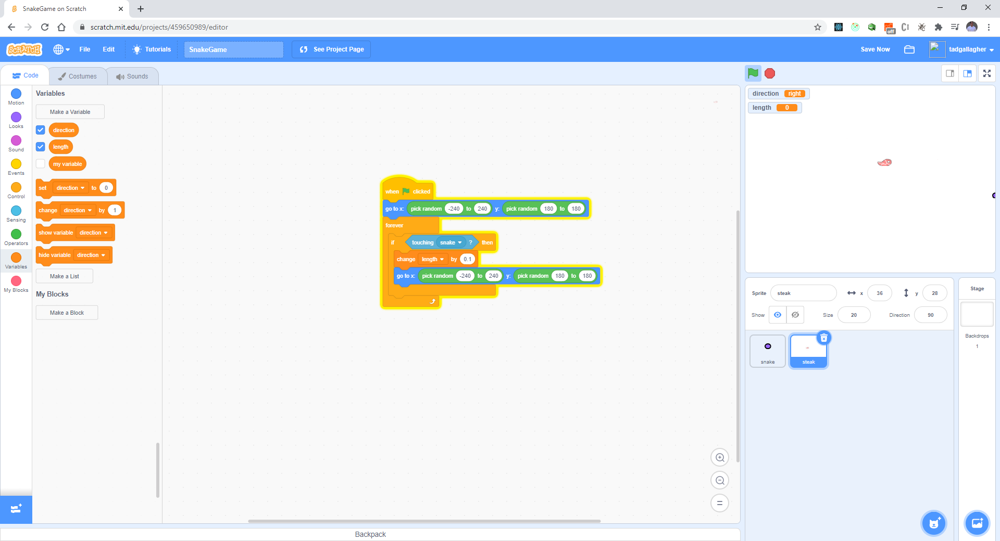 SnakeGame on Scratch
scratch.mit.edu/projects/459650989/editor
off
SCRATCH File Edit Tutorials SnakeGame See Project Page Save Now tadgallagher
Code Costumes Sounds
Motion
Looks
Sound
Events
Control
Sensing
Operators
Variables
My Blocks
Variables
Make a Variable
direction
length
my variable
set direction to 0
change direction by 1
show variable direction
hide variable direction
Make a List
My Blocks
Make a Block
when clicked
go to x: pick random -240 to 240 y: pick random 180 to 180
forever
if touching snake ? then
change length by 0.1
go to x: pick random -240 to 240 y: pick random 180 to 180
direction right
length 0
Sprite steak x 36 y 28
Show Size 20 Direction 90
snake
steak
Stage
Backdrops
1
Backpack